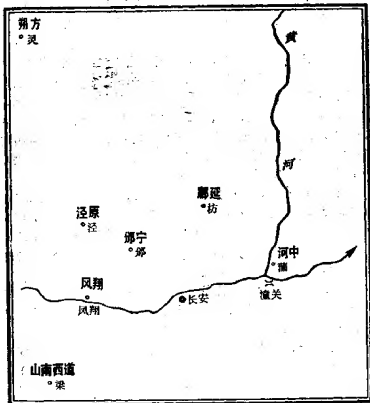 朔方
灵
黄
河
鄜延
坊
泾原
泾
邠宁
邠
河中
蒲
凤翔
凤翔
长安
潼关
山南西道
梁